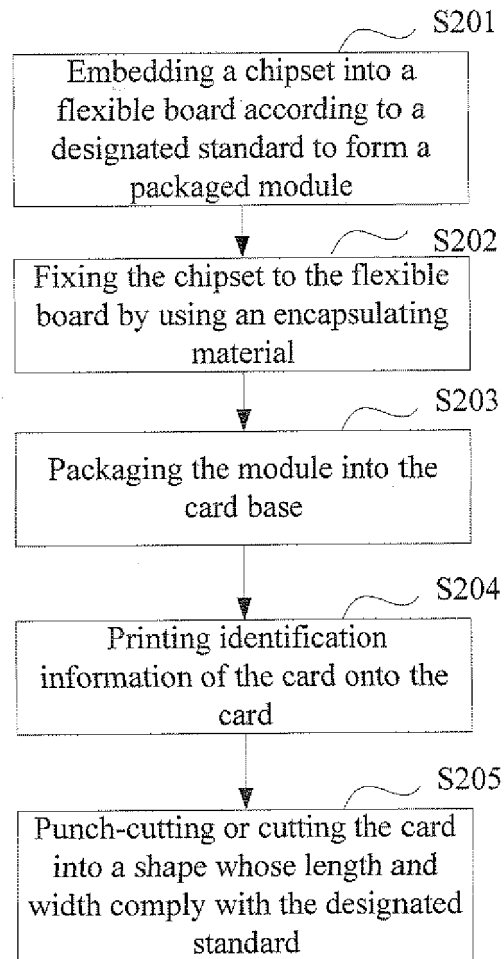 S201
Embedding a chipset into a
flexible board according to a
designated standard to form a
packaged module
S202
Fixing the chipset to the flexible
board by using an encapsulating
material
S203
Packaging the module into the
card base
S204
Printing identification
information of the card onto the
card
S205
Punch-cutting or cutting the card
into a shape whose length and
width comply with the designated
standard